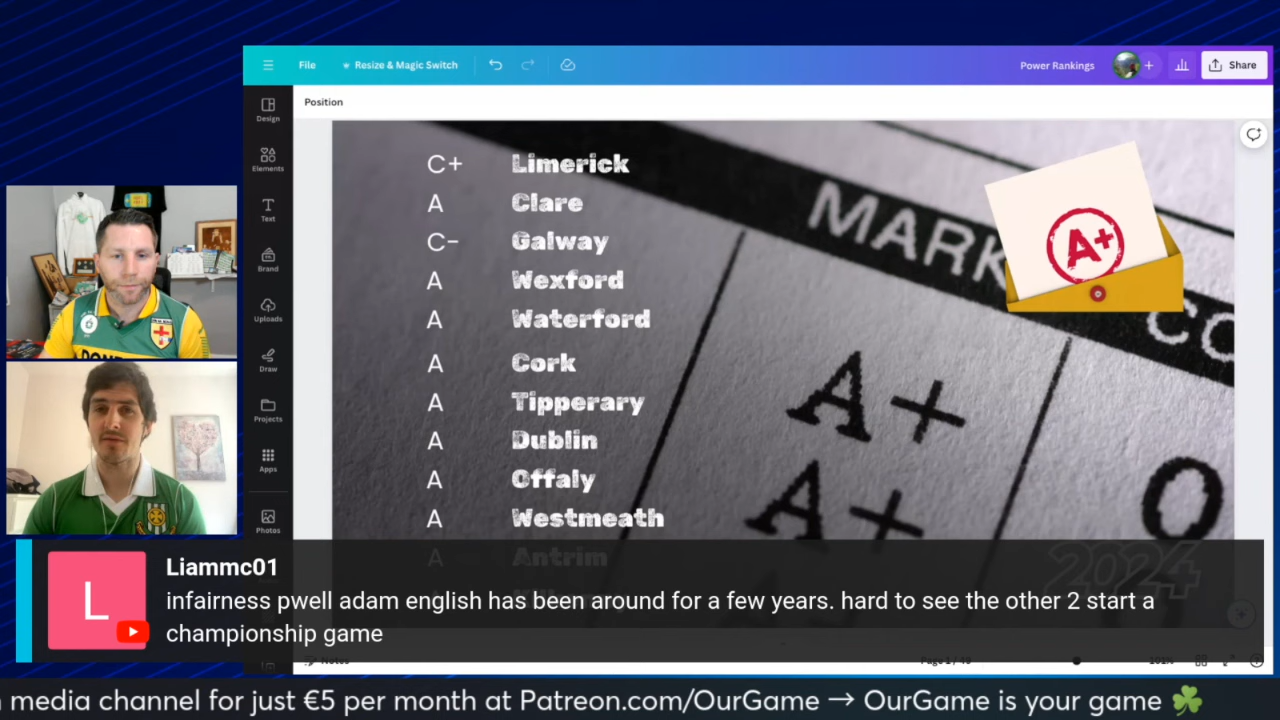 File
Resize & Magic Switch
Power Rankings
Share
Position
Design
Elements
Text
Brand
Uploads
Draw
Projects
Apps
Photos
C+ Limerick
A Clare
C- Galway
A Wexford
A Waterford
A Cork
A Tipperary
A Dublin
A Offaly
A Westmeath
A Antrim
MARK
CO
A+
A+
A+
2024
L
Liammc01
infairness pwell adam english has been around for a few years. hard to see the other 2 start a
championship game
Notes
media channel for just €5 per month at Patreon.com/OurGame → OurGame is your game ☘️